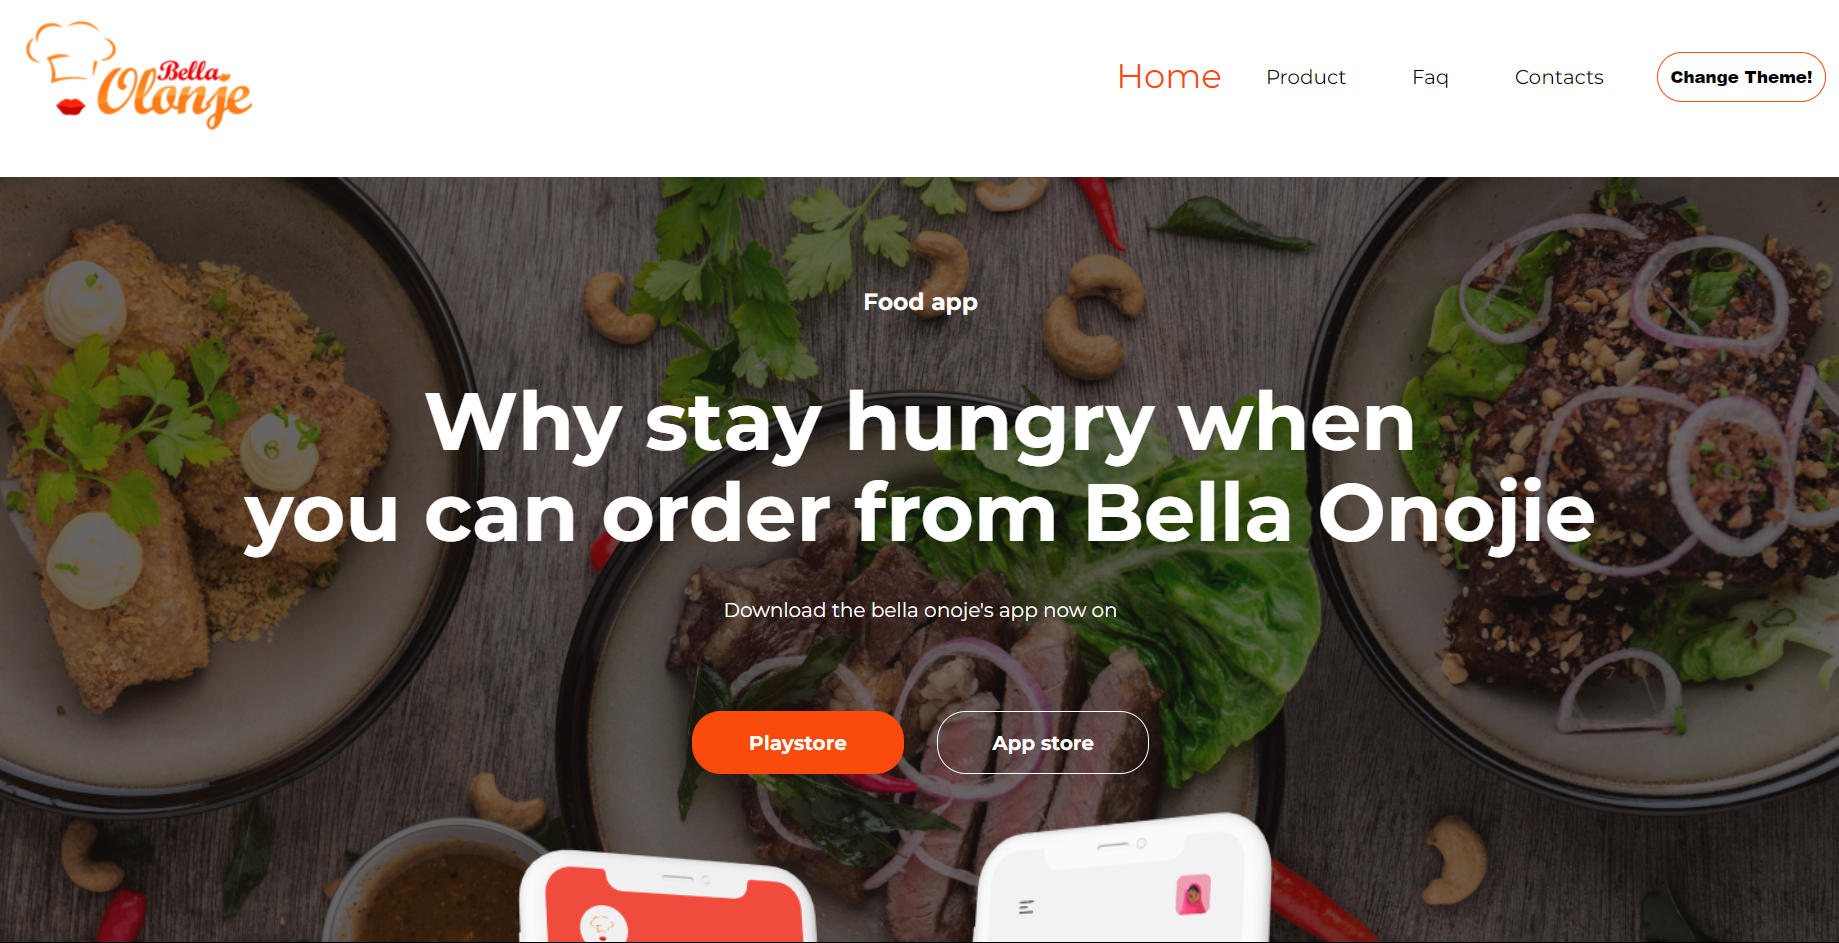 Bella
Olonje
Home Product Faq Contacts Change Theme!
Food app
Why stay hungry when
you can order from Bella Onojie
Download the bella onoje's app now on
Playstore App store